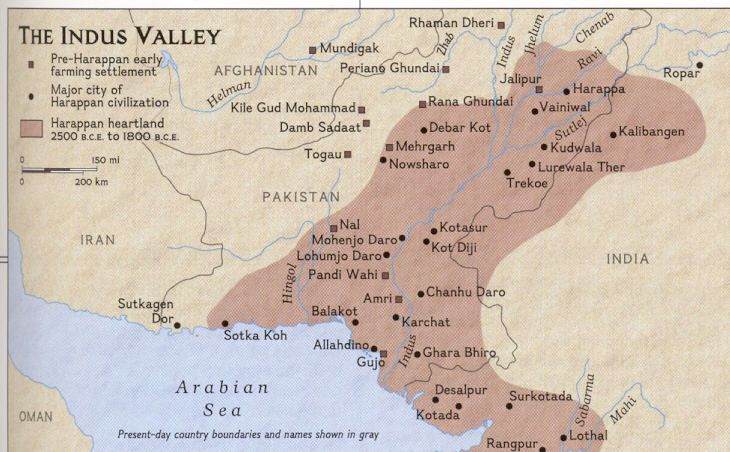 THE INDUS VALLEY
Pre-Harappan early
farming settlement
Major city of
Harappan civilization
Harappan heartland
2500 B.C.E. TO 1800 B.C.E.
0 150 mi
0 200 km
Rhaman Dheri
Mundigak
Zhab
Indus
Jhelum
Chenab
Ravi
AFGHANISTAN
Periano Ghundai
Ropar
Helman
Jalipur
Harappa
Kile Gud Mohammad
Rana Ghundai
Vainiwal
Damb Sadaat
Debar Kot
Sutlej
Kalibangen
Togau
Mehrgarh
Kudwala
Nowsharo
Lurewala Ther
Trekoe
PAKISTAN
Nal
Kotasur
IRAN
Mohenjo Daro
Kot Diji
Lohumjo Daro
INDIA
Hingol
Pandi Wahi
Amri
Chanhu Daro
Sutkagen
Dor
Balakot
Karchat
Sotka Koh
Allahdino
Indus
Ghara Bhiro
Gujo
Arabian
Sea
Desalpur
Surkotada
Sabarma
Mahi
OMAN
Kotada
Present-day country boundaries and names shown in gray
Lothal
Rangpur